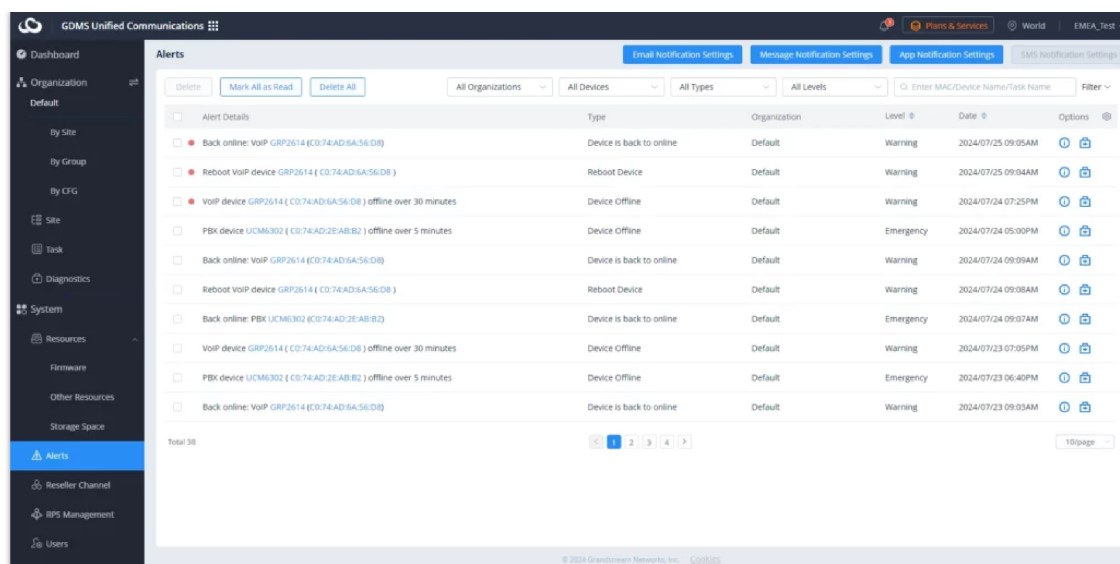 GDMS Unified Communications Plans & Services World EMEA_Test
Dashboard
Organization
Default
By Site
By Group
By CFG
Site
Task
Diagnostics
System
Resources
Firmware
Other Resources
Storage Space
Alerts
Reseller Channel
RPS Management
Users
Alerts Email Notification Settings Message Notification Settings App Notification Settings SMS Notification Settings
Delete Mark All as Read Delete All All Organizations All Devices All Types All Levels Enter MAC/Device Name/Task Name Filter
Alert Details Type Organization Level Date Options
Back online: VoIP GRP2614 (C0:74:AD:6A:56:D8) Device is back to online Default Warning 2024/07/25 09:05AM
Reboot VoIP device GRP2614 ( C0:74:AD:6A:56:D8 ) Reboot Device Default Warning 2024/07/25 09:04AM
VoIP device GRP2614 ( C0:74:AD:6A:56:D8 ) offline over 30 minutes Device Offline Default Warning 2024/07/24 07:25PM
PBX device UCM6302 ( C0:74:AD:2E:AB:B2 ) offline over 5 minutes Device Offline Default Emergency 2024/07/24 05:00PM
Back online: VoIP GRP2614 (C0:74:AD:6A:56:D8) Device is back to online Default Warning 2024/07/24 09:09AM
Reboot VoIP device GRP2614 ( C0:74:AD:6A:56:D8 ) Reboot Device Default Warning 2024/07/24 09:08AM
Back online: PBX UCM6302 (C0:74:AD:2E:AB:B2) Device is back to online Default Emergency 2024/07/24 09:07AM
VoIP device GRP2614 ( C0:74:AD:6A:56:D8 ) offline over 30 minutes Device Offline Default Warning 2024/07/23 07:05PM
PBX device UCM6302 ( C0:74:AD:2E:AB:B2 ) offline over 5 minutes Device Offline Default Emergency 2024/07/23 06:40PM
Back online: VoIP GRP2614 (C0:74:AD:6A:56:D8) Device is back to online Default Warning 2024/07/23 09:03AM
Total 38 < 1 2 3 4 > 10/page
© 2024 Grandstream Networks, Inc. Cookies